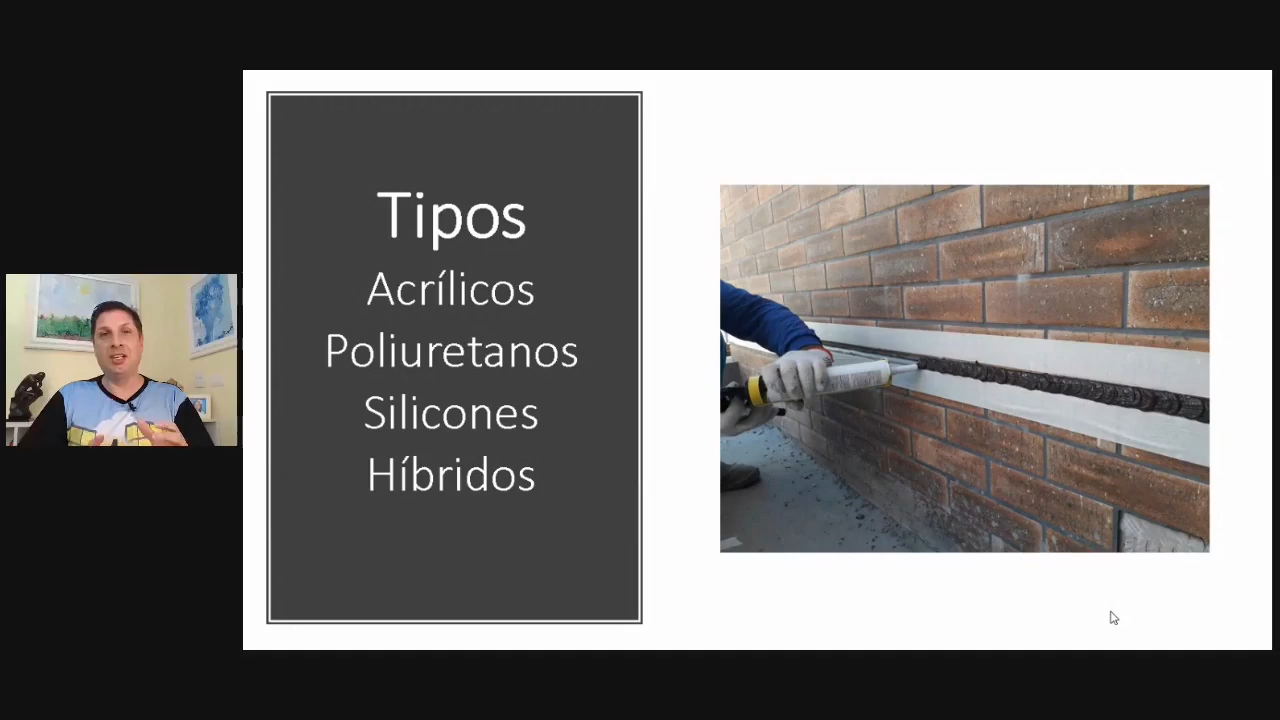 Tipos
Acrílicos
Poliuretanos
Silicones
Híbridos